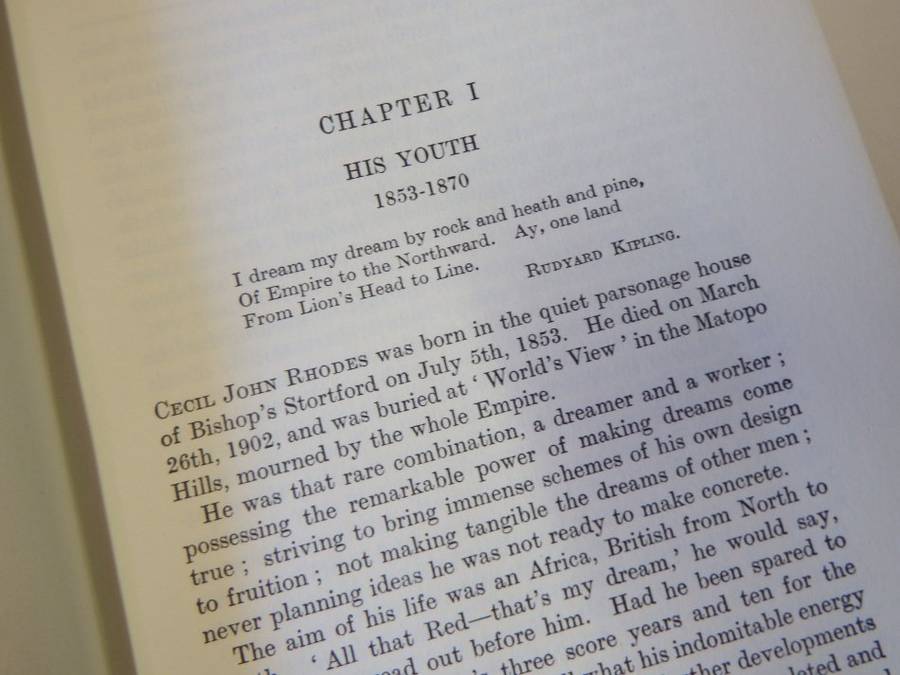 CHAPTER I
HIS YOUTH
1853-1870
I dream my dream by rock and heath and pine,
Of Empire to the Northward. Ay, one land
From Lion's Head to Line.
RUDYARD KIPLING.
CECIL JOHN RHODES was born in the quiet parsonage house
of Bishop's Stortford on July 5th, 1853. He died on March
26th, 1902, and was buried at ‘ World's View ’ in the Matopo
Hills, mourned by the whole Empire.
He was that rare combination, a dreamer and a worker ;
possessing the remarkable power of making dreams come
true ; striving to bring immense schemes of his own design
to fruition ; not making tangible the dreams of other men ;
never planning ideas he was not ready to make concrete.
The aim of his life was an Africa, British from North to
‘ All that Red—that's my dream,’ he would say,
out before him. Had he been spared to
three score years and ten for the
what his indomitable energy
developments
and